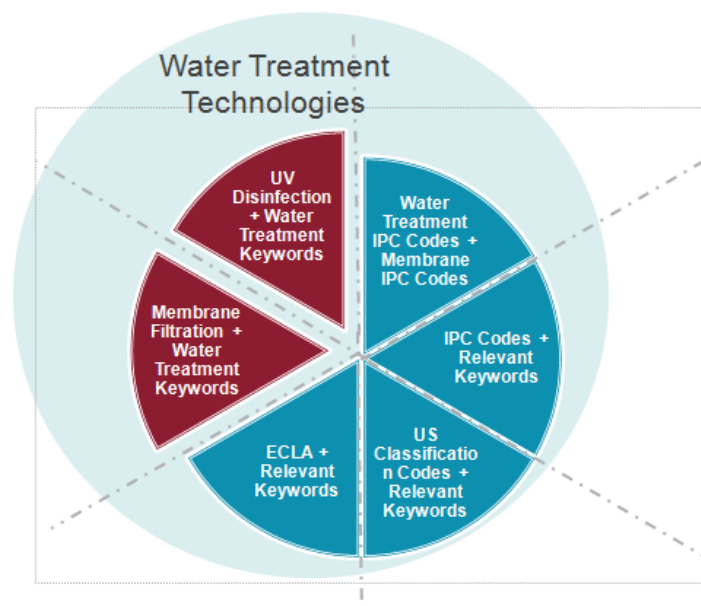 Water Treatment
Technologies
UV
Disinfection
+ Water
Treatment
Keywords
Water
Treatment
IPC Codes +
Membrane
IPC Codes
Membrane
Filtration +
Water
Treatment
Keywords
IPC Codes +
Relevant
Keywords
ECLA +
Relevant
Keywords
US
Classificatio
n Codes +
Relevant
Keywords